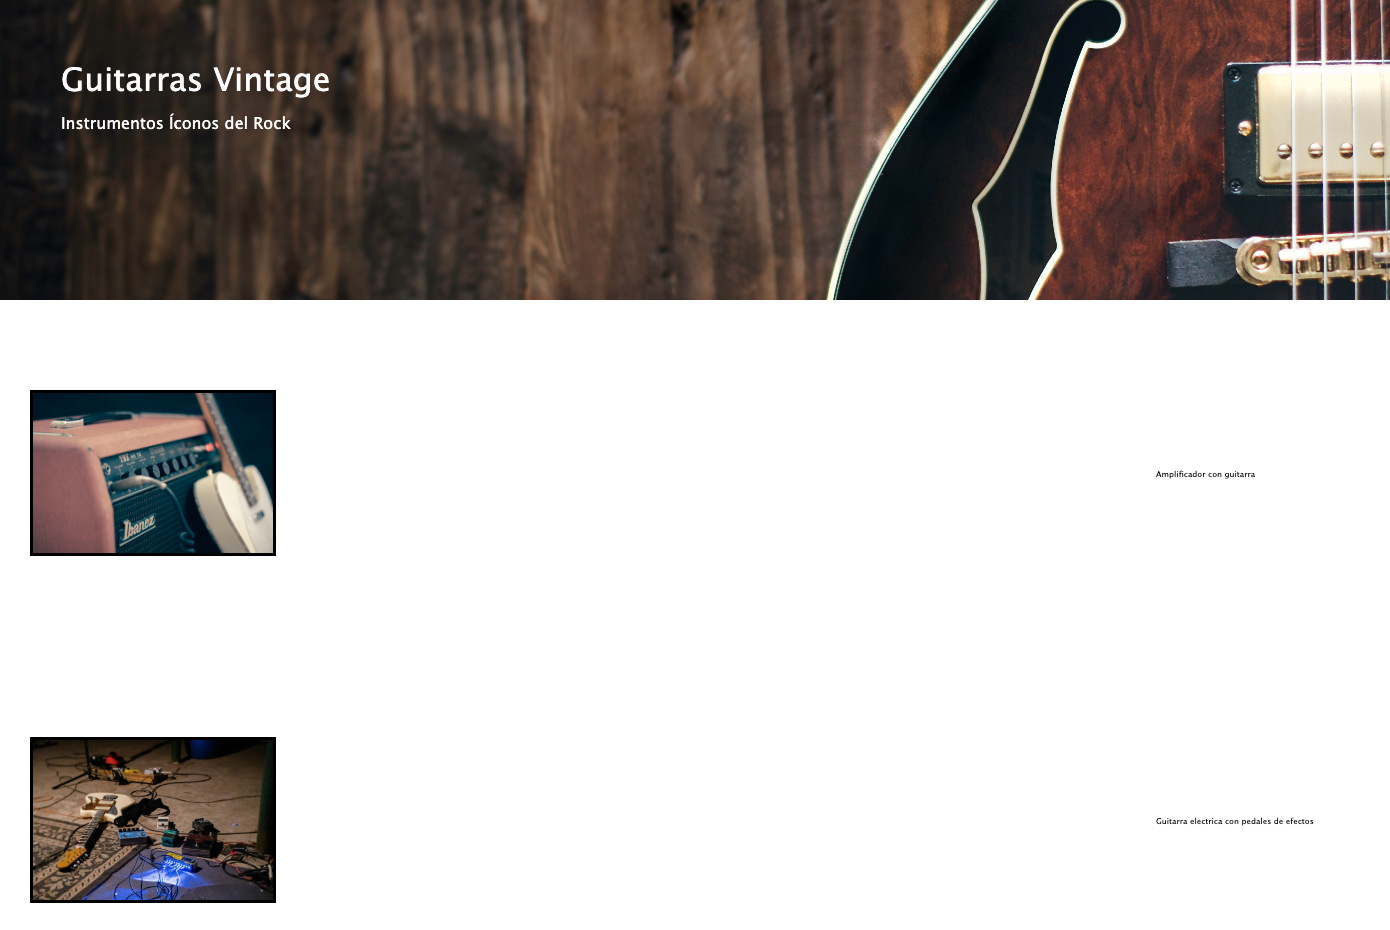 Guitarras Vintage
Instrumentos Íconos del Rock
Ibanez
Amplificador con guitarra
Guitarra electrica con pedales de efectos